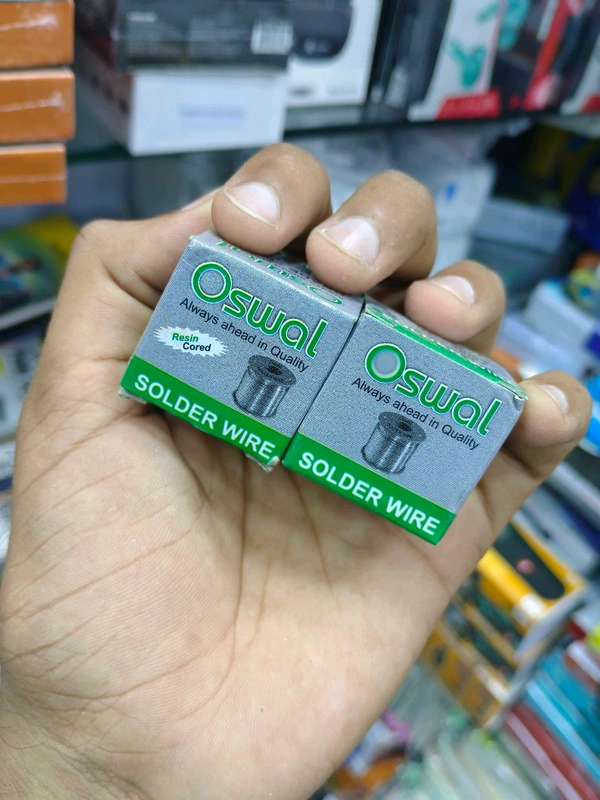 Oswal
Always ahead in Quality
Resin
Cored
SOLDER WIRE
Oswal
Always ahead in Quality
SOLDER WIRE